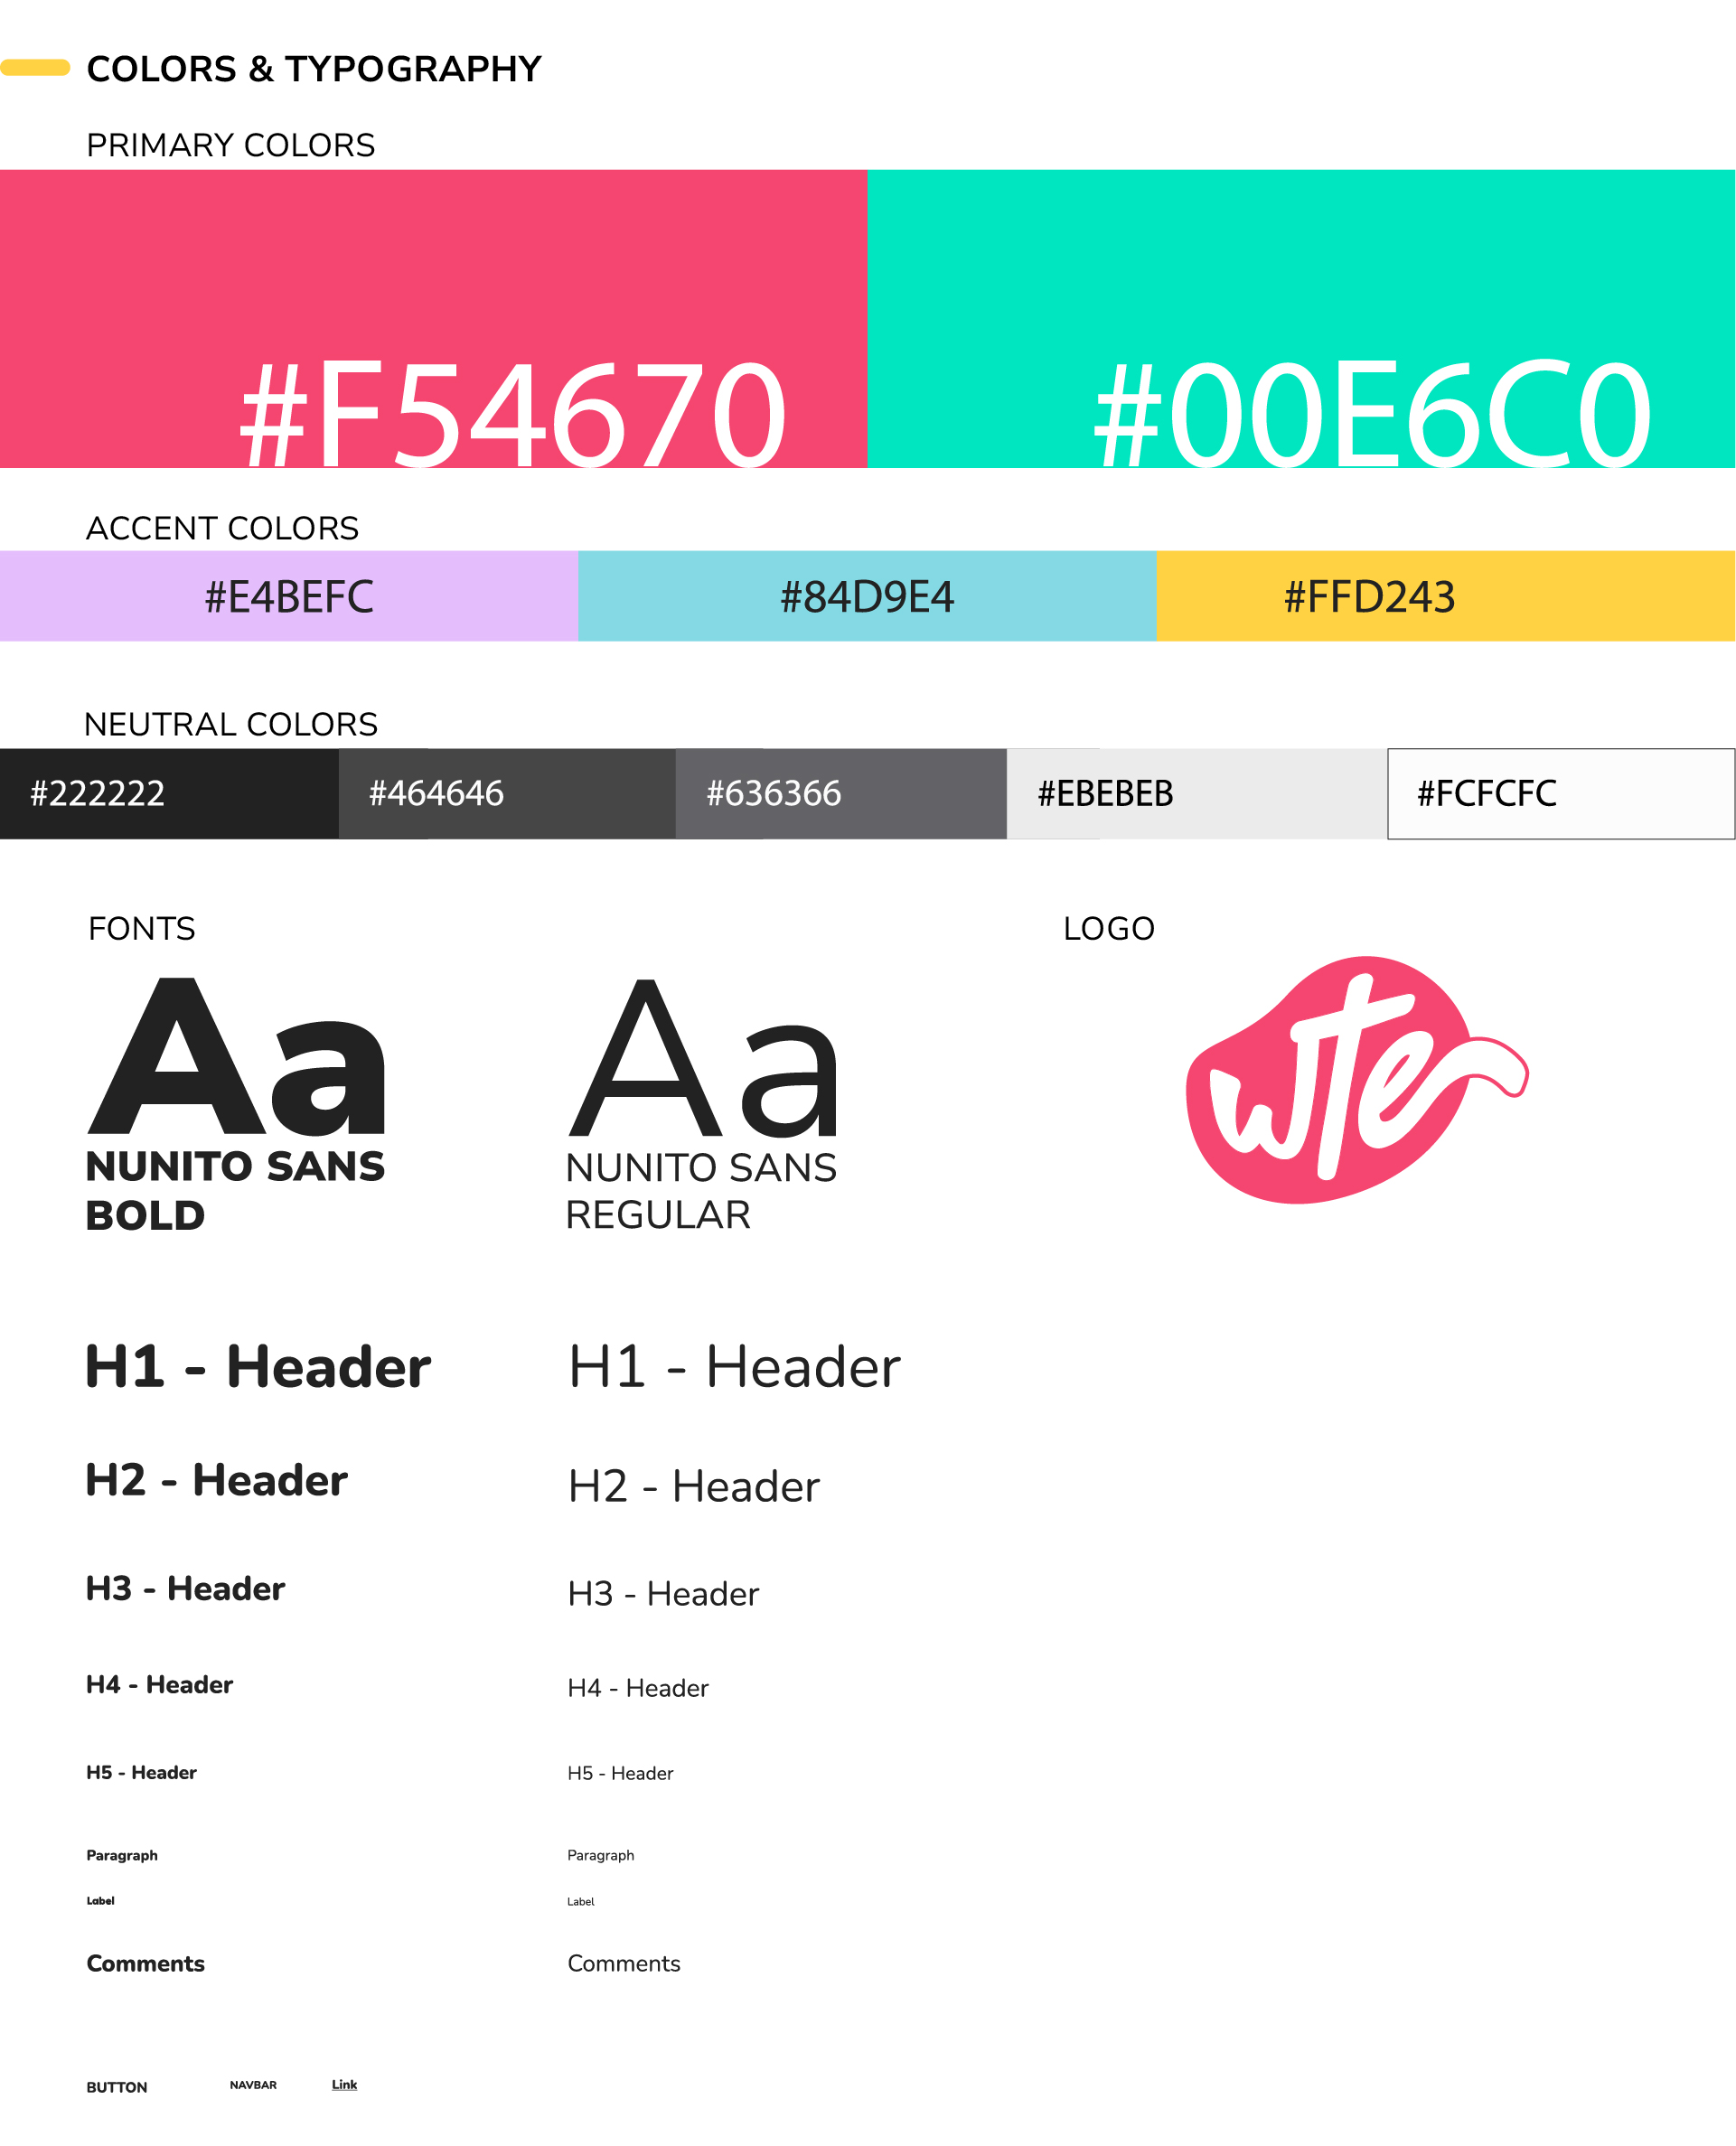 COLORS & TYPOGRAPHY
PRIMARY COLORS
#F54670
#00E6C0
ACCENT COLORS
#E4BEFC
#84D9E4
#FFD243
NEUTRAL COLORS
#222222
#464646
#636366
#EBEBEB
#FCFCFC
FONTS
LOGO
Aa
NUNITO SANS
BOLD
Aa
NUNITO SANS
REGULAR
wte
H1 - Header
H1 - Header
H2 - Header
H2 - Header
H3 - Header
H3 - Header
H4 - Header
H4 - Header
H5 - Header
H5 - Header
Paragraph
Paragraph
Label
Label
Comments
Comments
BUTTON
NAVBAR
Link